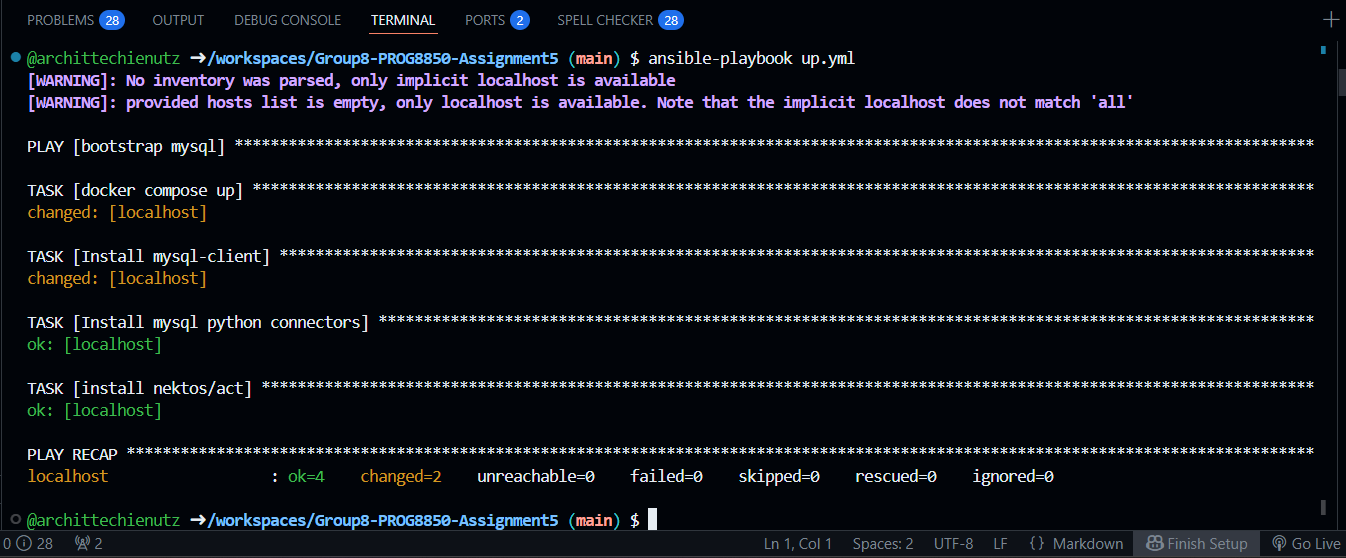 PROBLEMS 28 OUTPUT DEBUG CONSOLE TERMINAL PORTS 2 SPELL CHECKER 28
@archittechienutz ➜/workspaces/Group8-PROG8850-Assignment5 (main) $ ansible-playbook up.yml
[WARNING]: No inventory was parsed, only implicit localhost is available
[WARNING]: provided hosts list is empty, only localhost is available. Note that the implicit localhost does not match 'all'
PLAY [bootstrap mysql] ************************************************************************************************************************
TASK [docker compose up] **********************************************************************************************************************
changed: [localhost]
TASK [Install mysql-client] *******************************************************************************************************************
changed: [localhost]
TASK [Install mysql python connectors] ********************************************************************************************************
ok: [localhost]
TASK [install nektos/act] *********************************************************************************************************************
ok: [localhost]
PLAY RECAP ************************************************************************************************************************************
localhost : ok=4 changed=2 unreachable=0 failed=0 skipped=0 rescued=0 ignored=0
@archittechienutz ➜/workspaces/Group8-PROG8850-Assignment5 (main) $
0 28 2 Ln 1, Col 1 Spaces: 2 UTF-8 LF {} Markdown Finish Setup Go Live